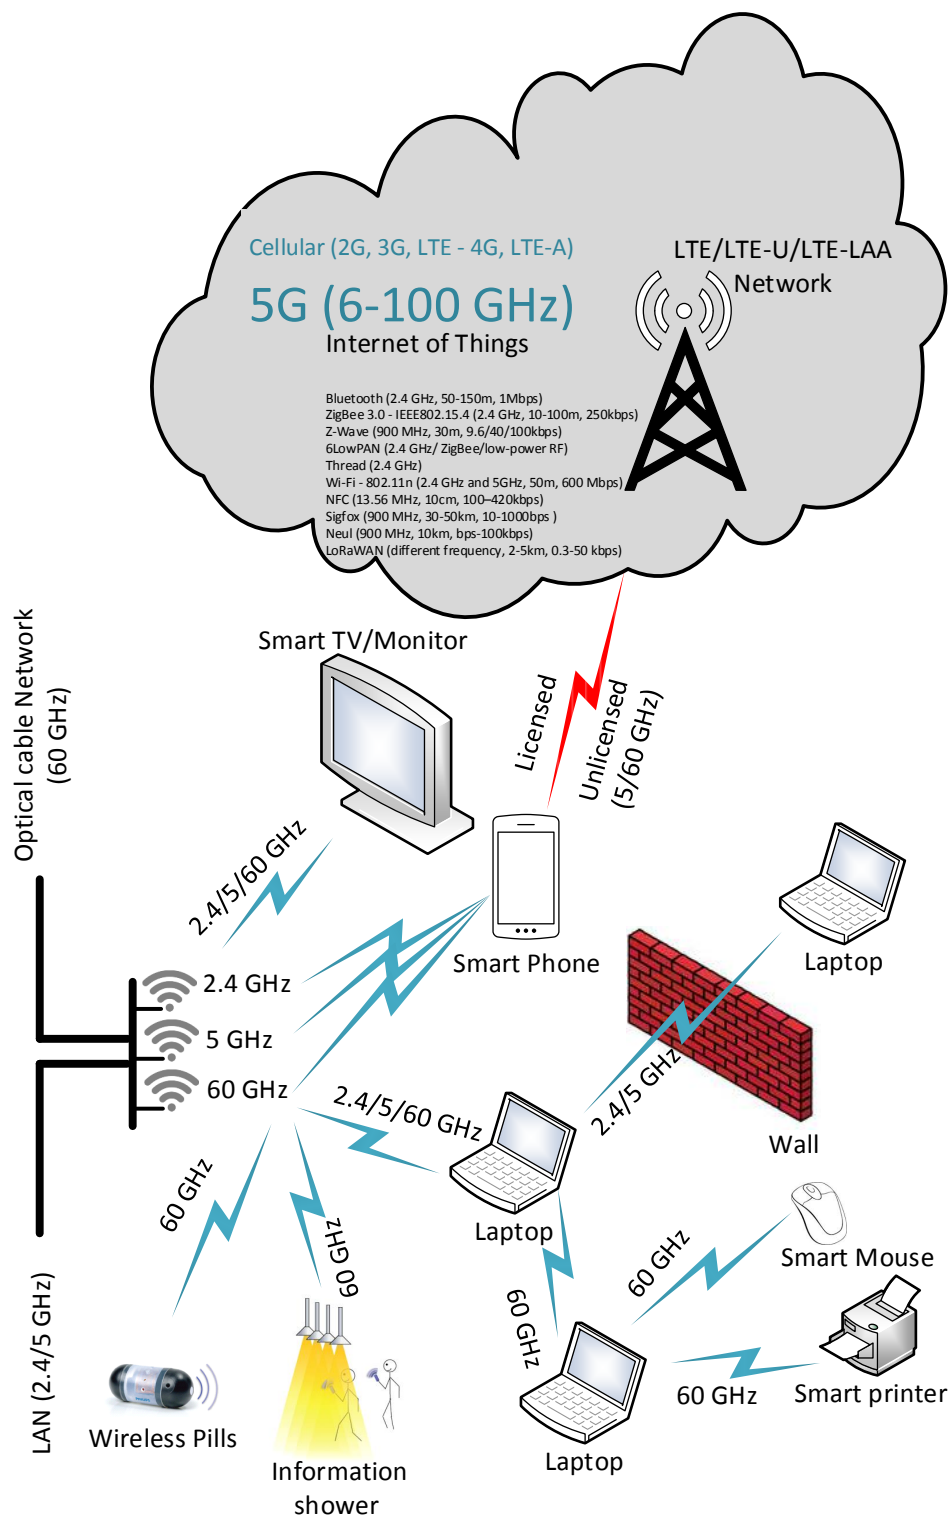 Cellular (2G, 3G, LTE - 4G, LTE-A)
5G (6-100 GHz)
Internet of Things
LTE/LTE-U/LTE-LAA
Network
Bluetooth (2.4 GHz, 50-150m, 1Mbps)
ZigBee 3.0 - IEEE802.15.4 (2.4 GHz, 10-100m, 250kbps)
Z-Wave (900 MHz, 30m, 9.6/40/100kbps)
6LowPAN (2.4 GHz/ ZigBee/low-power RF)
Thread (2.4 GHz)
Wi-Fi - 802.11n (2.4 GHz and 5GHz, 50m, 600 Mbps)
NFC (13.56 MHz, 10cm, 100–420kbps)
Sigfox (900 MHz, 30-50km, 10-1000bps )
Neul (900 MHz, 10km, bps-100kbps)
LoRaWAN (different frequency, 2-5km, 0.3-50 kbps)
Optical cable Network
(60 GHz)
Smart TV/Monitor
Licensed
Unlicensed
(5/60 GHz)
2.4/5/60 GHz
Smart Phone
Laptop
2.4 GHz
5 GHz
60 GHz
2.4/5/60 GHz
2.4/5 GHz
Wall
60 GHz
60 GHz
Laptop
60 GHz
60 GHz
Smart Mouse
LAN (2.4/5 GHz)
60 GHz
Smart printer
Wireless Pills
Information
shower
Laptop